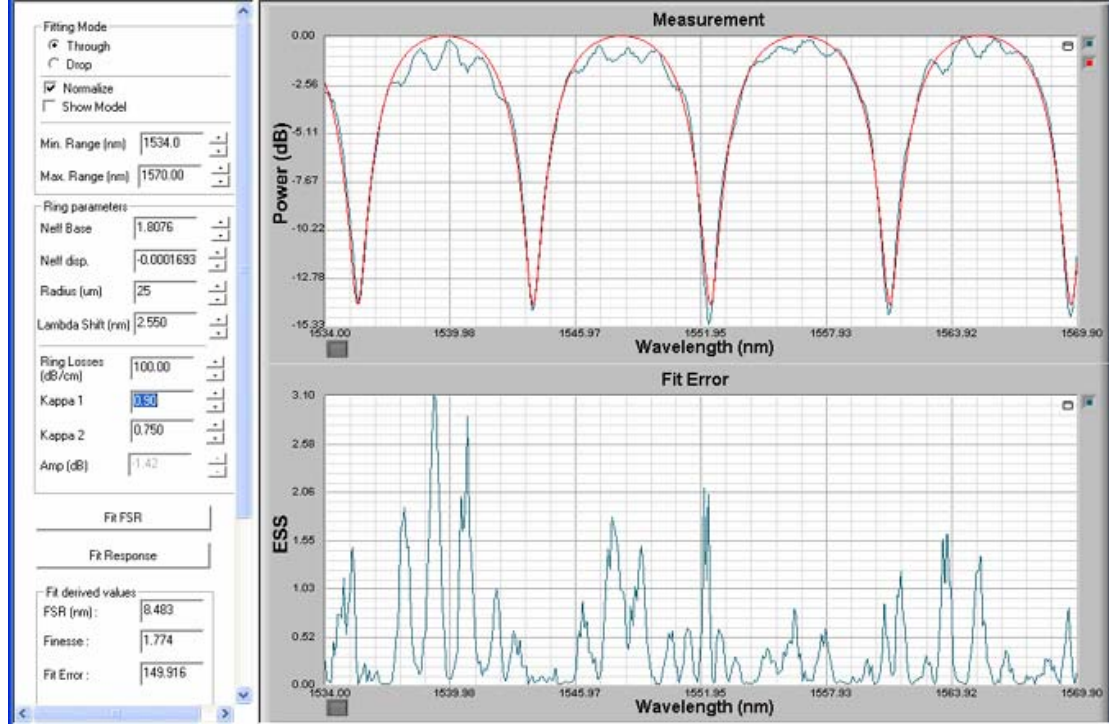 Fitting Mode
Through
Drop
Normalize
Show Model
Min. Range (nm) 1534.0
Max. Range (nm) 1570.00
Ring parameters
Neff Base 1.8076
Neff disp. -0.0001693
Radius (um) 25
Lambda Shift (nm) 2.550
Ring Losses (dB/cm) 100.00
Kappa 1 0.90
Kappa 2 0.750
Amp (dB) -1.42
Fit FSR
Fit Response
Fit derived values
FSR (nm) : 8.483
Finesse : 1.774
Fit Error : 149.916
Measurement
Power (dB)
0.00
-2.56
-5.11
-7.67
-10.22
-12.78
-15.33
1534.00 1539.98 1545.97 1551.95 1557.93 1563.92 1569.90
Wavelength (nm)
Fit Error
ESS
3.10
2.58
2.06
1.55
1.03
0.52
0.00
1534.00 1539.98 1545.97 1551.95 1557.93 1563.92 1569.90
Wavelength (nm)